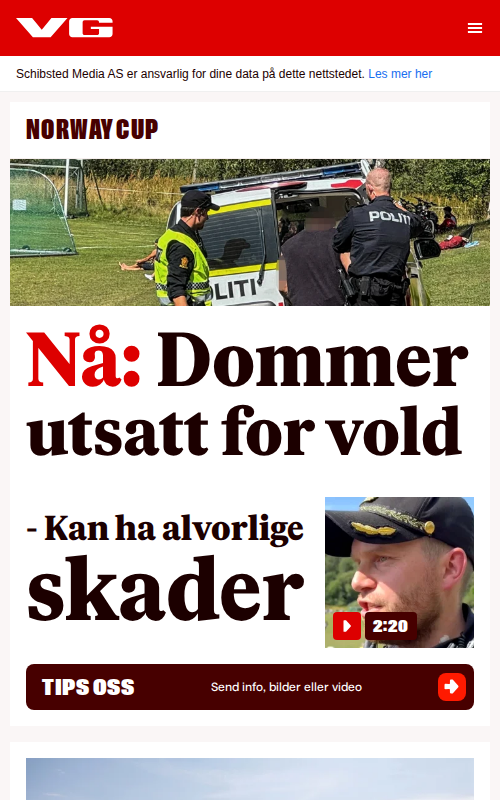 VG
Schibsted Media AS er ansvarlig for dine data på dette nettstedet. Les mer her
NORWAY CUP
POLITI
OLITI
Nå: Dommer
utsatt for vold
- Kan ha alvorlige
skader
2:20
TIPS OSS
Send info, bilder eller video